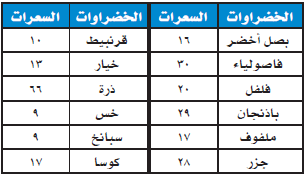 الخضراوات السعرات الخضراوات السعرات
بصل أخضر ١٦ قرنبيط ١٠
فاصولياء ٣٠ خيار ١٣
فلفل ٢٠ ذرة ٦٦
باذنجان ٢٩ خس ٩
ملفوف ١٧ سبانخ ٩
جزر ٢٨ كوسا ١٧